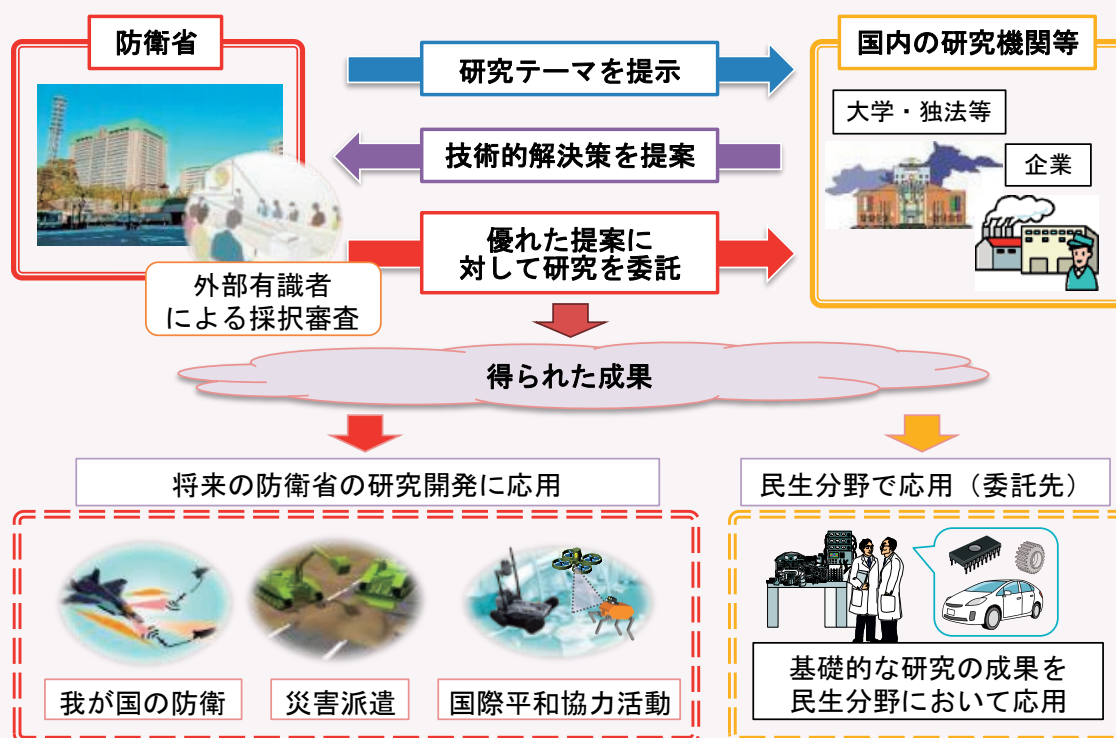 防衛省
国内の研究機関等
研究テーマを提示
大学・独法等
技術的解決策を提案
企業
優れた提案に
対して研究を委託
外部有識者
による採択審査
得られた成果
将来の防衛省の研究開発に応用
民生分野で応用（委託先）
我が国の防衛
災害派遣
国際平和協力活動
基礎的な研究の成果を
民生分野において応用